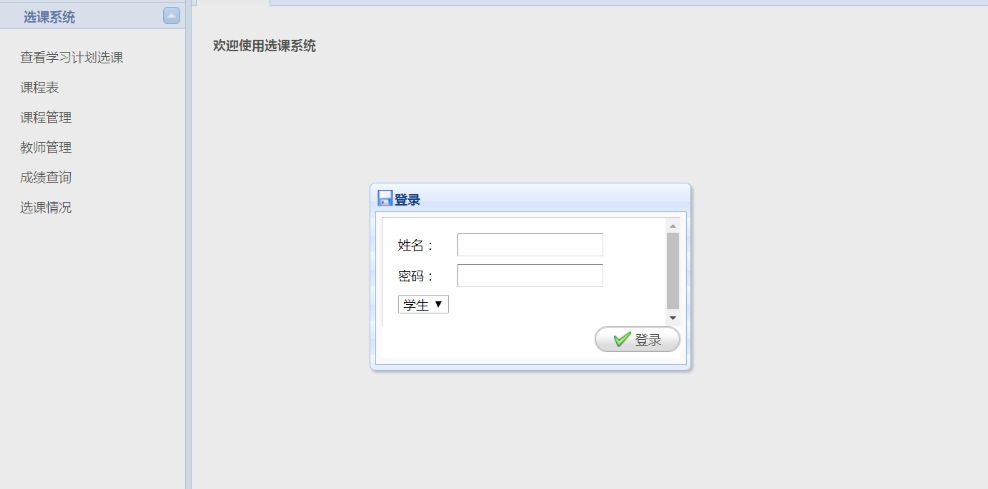 选课系统
查看学习计划选课
课程表
课程管理
教师管理
成绩查询
选课情况
欢迎使用选课系统
登录
姓名：
密码：
学生
登录